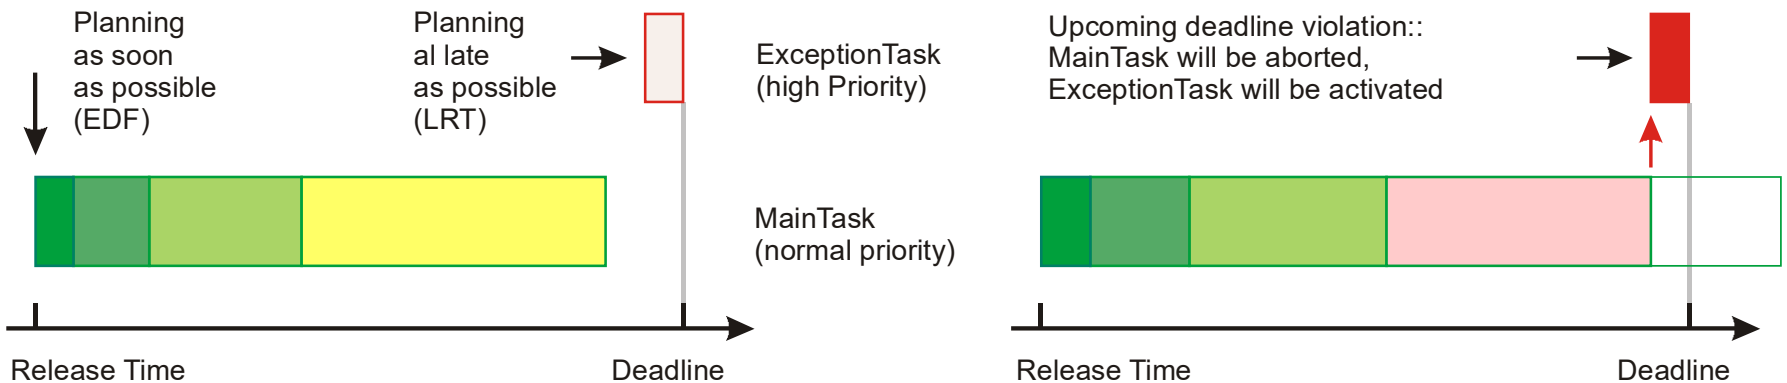 Planning
as soon
as possible
(EDF)
Planning
al late
as possible
(LRT)
ExceptionTask
(high Priority)
MainTask
(normal priority)
Release Time
Deadline
Upcoming deadline violation::
MainTask will be aborted,
ExceptionTask will be activated
Release Time
Deadline